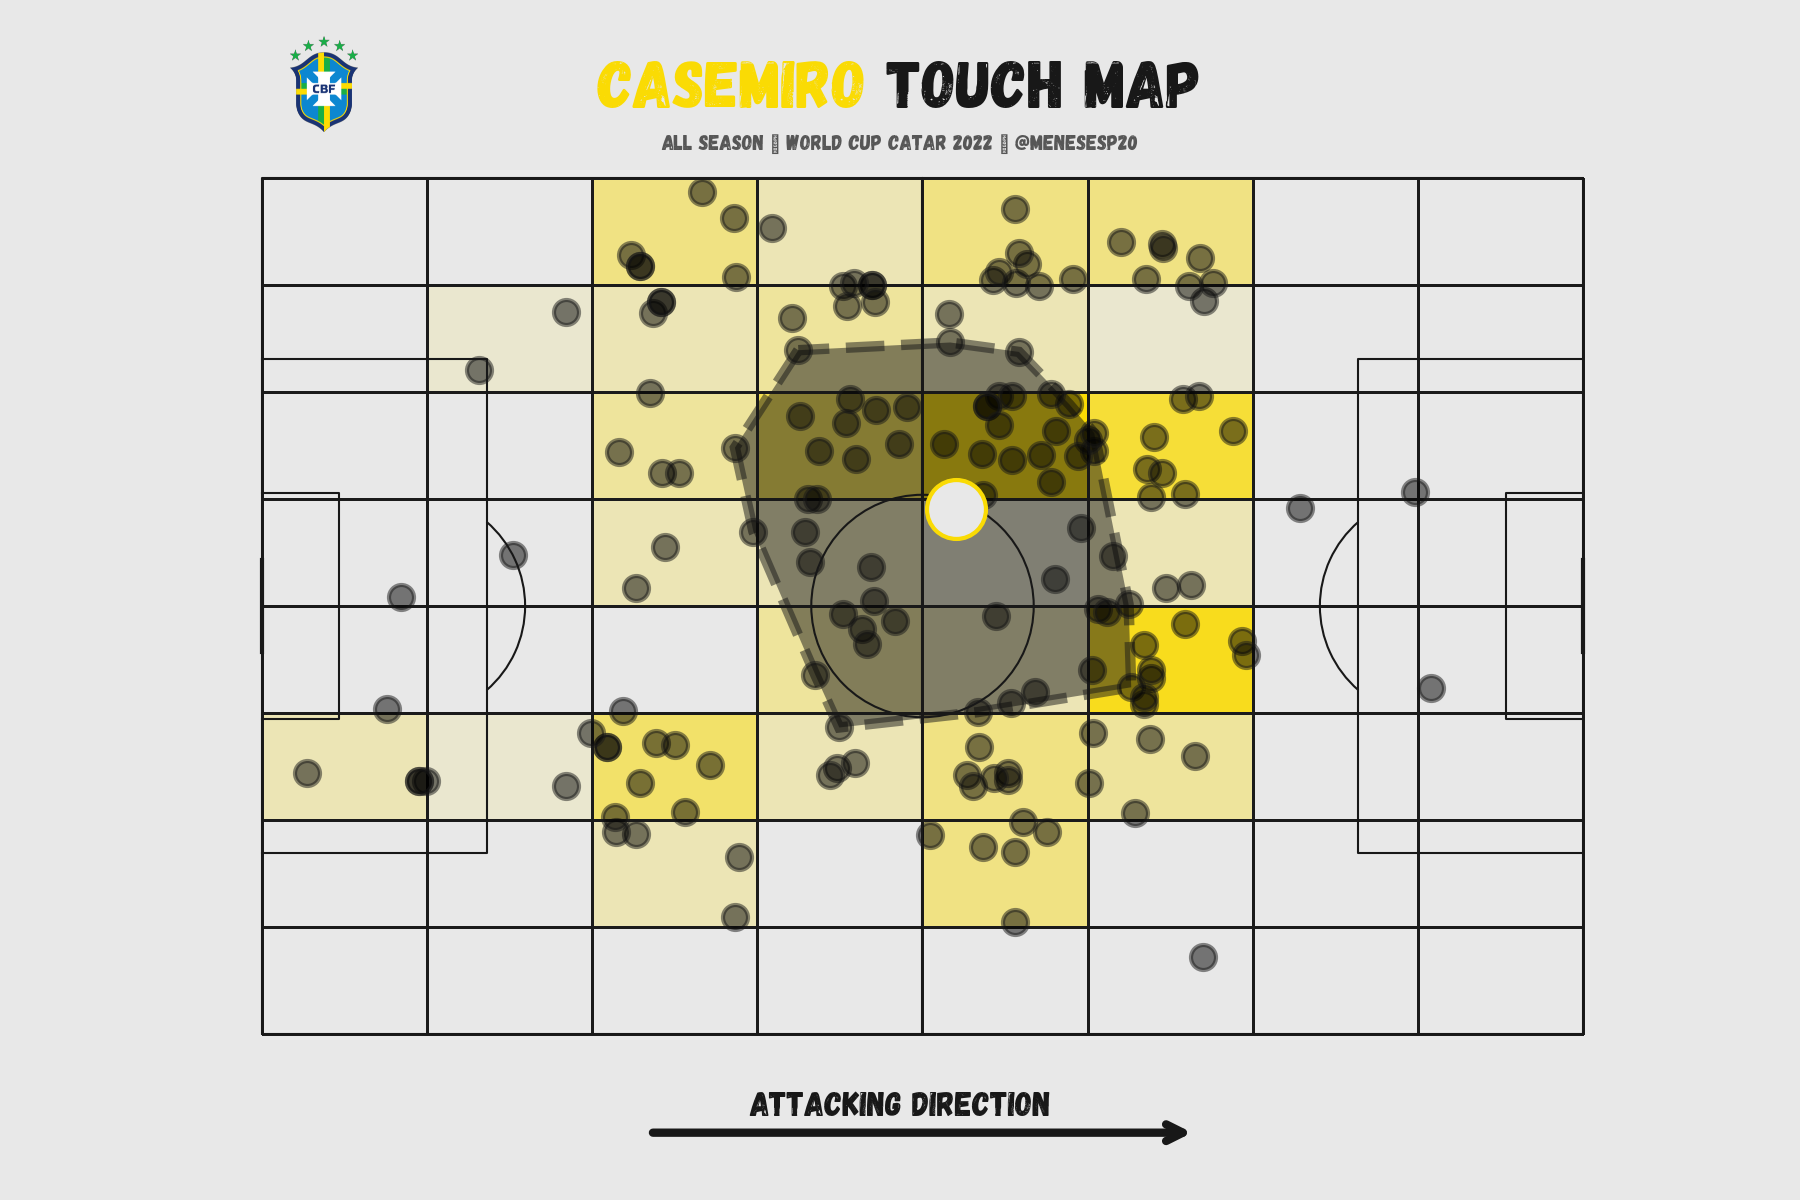 CBF
CASEMIRO TOUCH MAP
ALL SEASON ▯ WORLD CUP CATAR 2022 ▯ @MENESESP20
ATTACKING DIRECTION